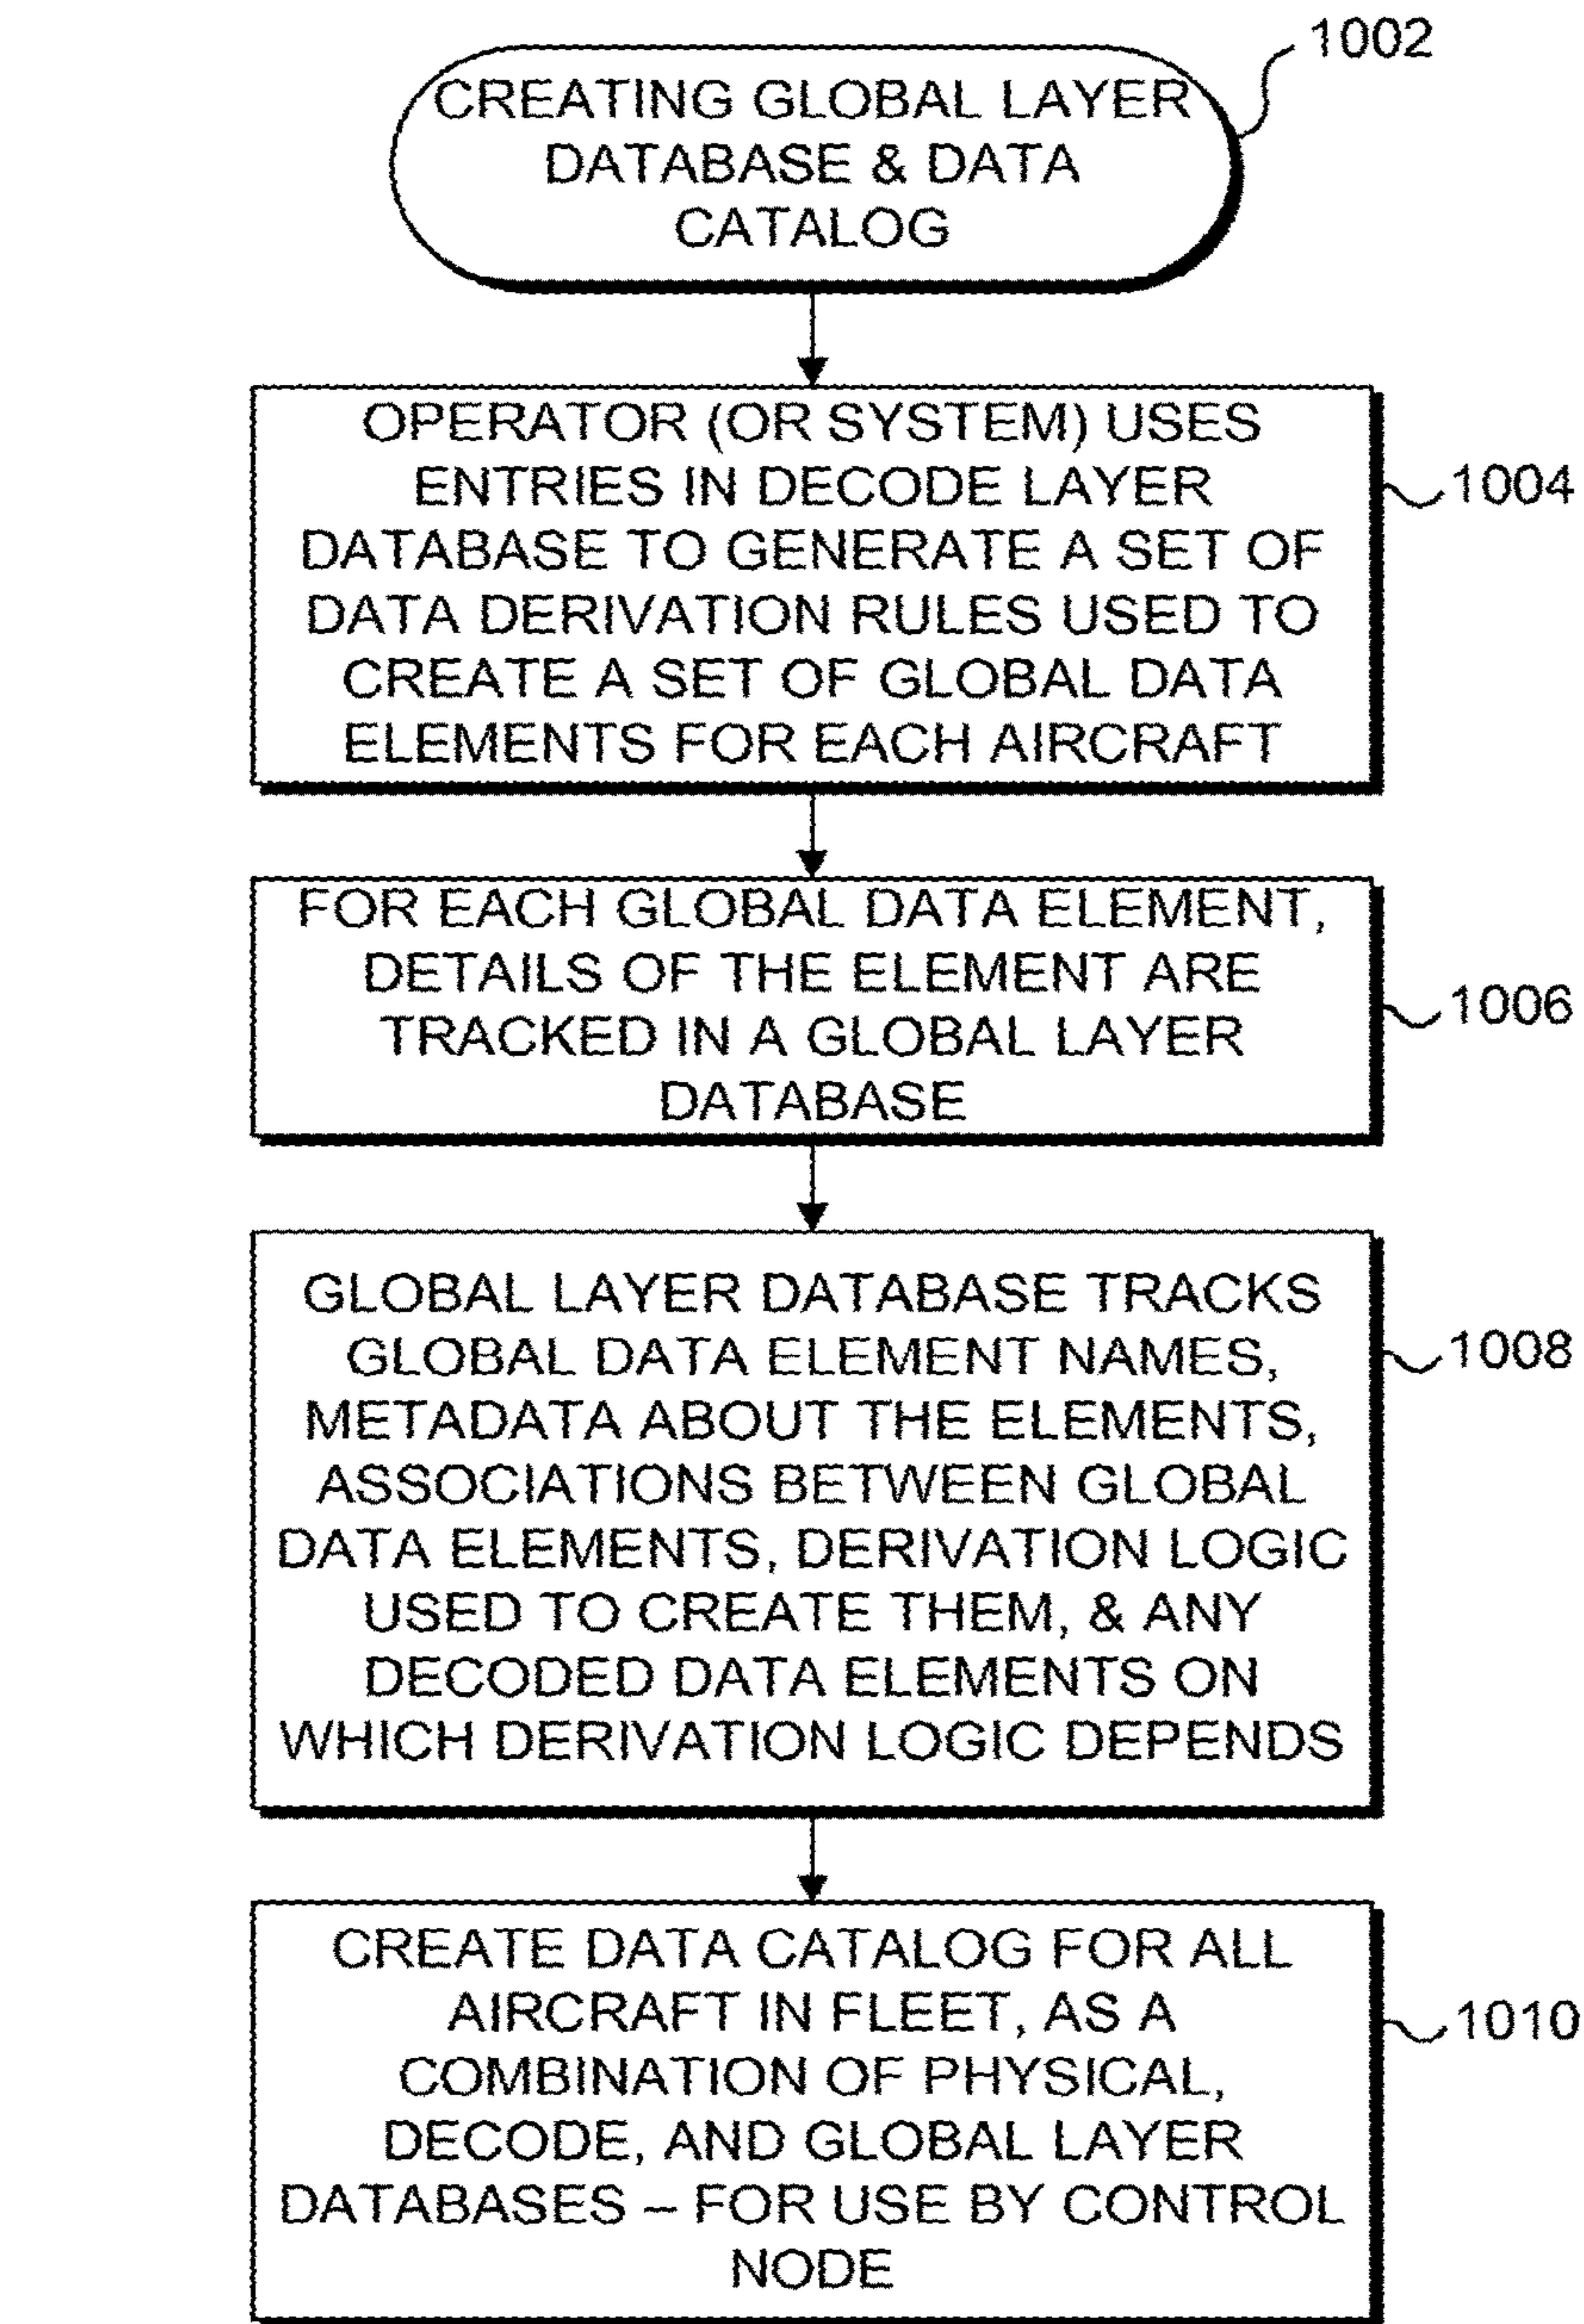 1002
CREATING GLOBAL LAYER
DATABASE & DATA
CATALOG
OPERATOR (OR SYSTEM) USES
ENTRIES IN DECODE LAYER
DATABASE TO GENERATE A SET OF
DATA DERIVATION RULES USED TO
CREATE A SET OF GLOBAL DATA
ELEMENTS FOR EACH AIRCRAFT
1004
FOR EACH GLOBAL DATA ELEMENT,
DETAILS OF THE ELEMENT ARE
TRACKED IN A GLOBAL LAYER
DATABASE
1006
GLOBAL LAYER DATABASE TRACKS
GLOBAL DATA ELEMENT NAMES,
METADATA ABOUT THE ELEMENTS,
ASSOCIATIONS BETWEEN GLOBAL
DATA ELEMENTS, DERIVATION LOGIC
USED TO CREATE THEM, & ANY
DECODED DATA ELEMENTS ON
WHICH DERIVATION LOGIC DEPENDS
1008
CREATE DATA CATALOG FOR ALL
AIRCRAFT IN FLEET, AS A
COMBINATION OF PHYSICAL,
DECODE, AND GLOBAL LAYER
DATABASES – FOR USE BY CONTROL
NODE
1010